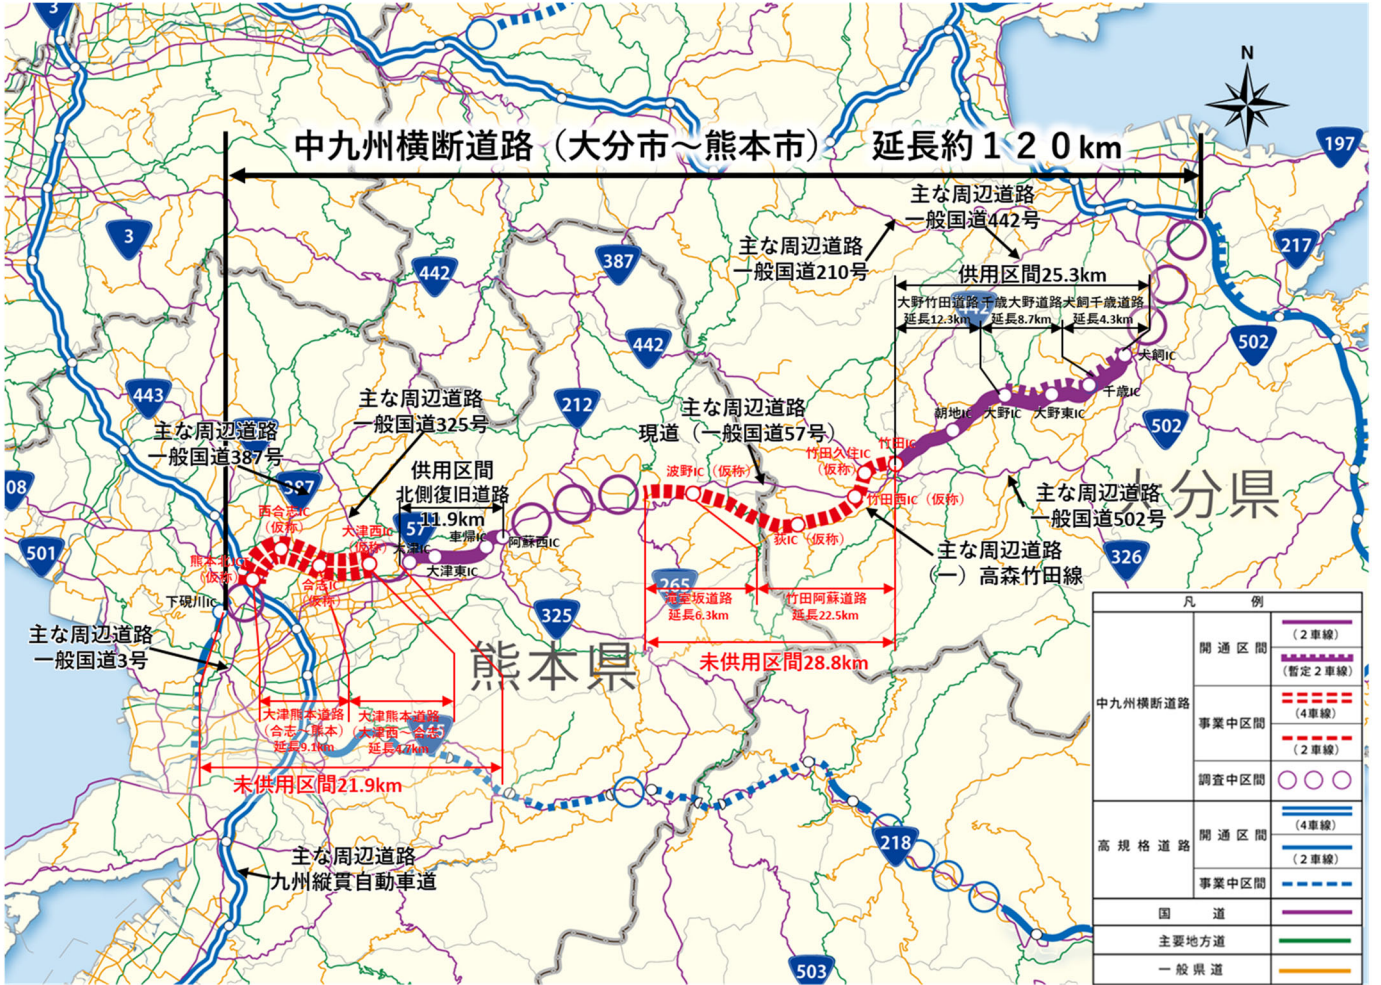 3
N
中九州横断道路（大分市～熊本市）　延長約１２０km
197
主な周辺道路
一般国道442号
3
442
387
主な周辺道路
一般国道210号
217
供用区間25.3km
大野竹田道路
延長12.3km
千歳大野道路
延長8.7km
犬飼千歳道路
延長4.3km
442
502
犬飼IC
千歳IC
大野東IC
大野IC
朝地IC
竹田IC
443
212
502
主な周辺道路
一般国道387号
387
主な周辺道路
一般国道325号
主な周辺道路
現道（一般国道57号）
供用区間
北側復旧道路
11.9km
57
波野IC（仮称）
竹田久住IC
（仮称）
竹田西IC（仮称）
荻IC（仮称）
大分県
主な周辺道路
一般国道502号
08
501
西合志IC
（仮称）
熊本北IC
（仮称）
合志IC
（仮称）
大津西IC
（仮称）
大津IC
車帰IC
大津東IC
阿蘇西IC
下硯川IC
主な周辺道路
（一）高森竹田線
326
265
滝室坂道路
延長6.3km
竹田阿蘇道路
延長22.5km
未供用区間28.8km
325
主な周辺道路
一般国道3号
熊本県
大津熊本道路
（合志～熊本）
延長9.1km
大津熊本道路
（大津西～合志）
延長4.7km
未供用区間21.9km
主な周辺道路
九州縦貫自動車道
218
503
凡　例
中九州横断道路
開通区間
（２車線）
（暫定２車線）
事業中区間
（4車線）
（２車線）
調査中区間
高規格道路
開通区間
（4車線）
（２車線）
事業中区間
国道
主要地方道
一般県道